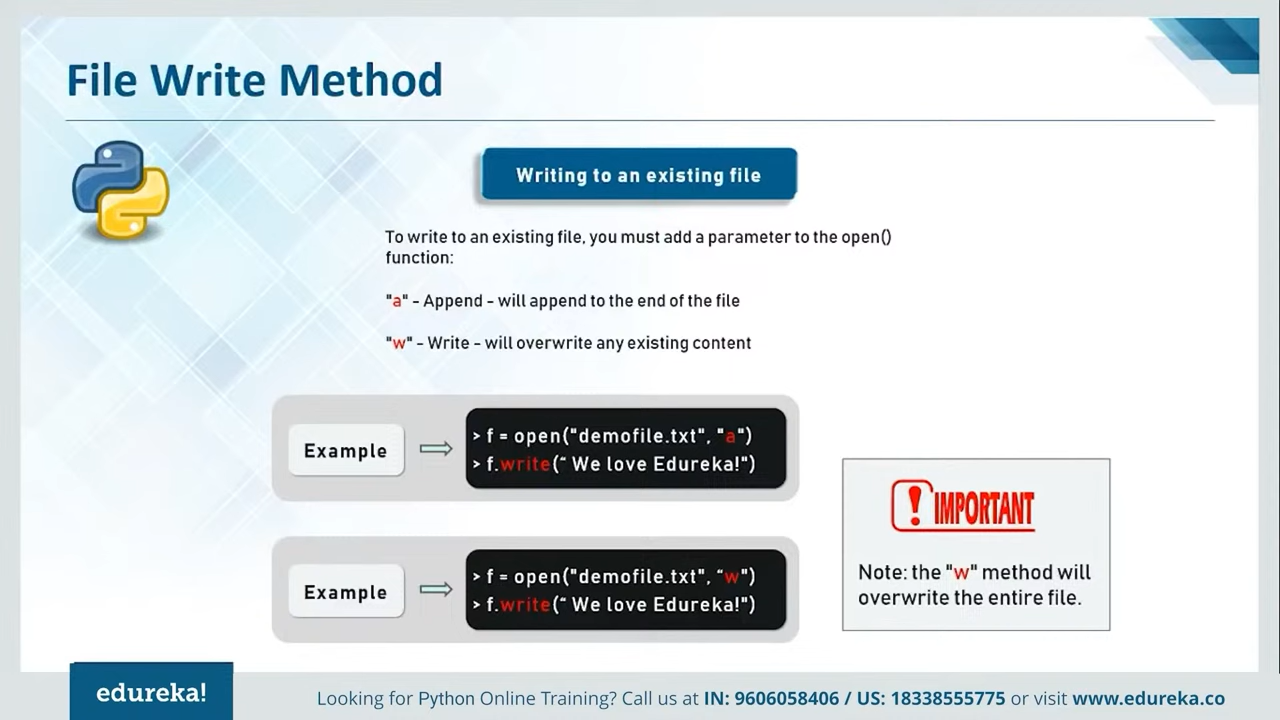 File Write Method
Writing to an existing file
To write to an existing file, you must add a parameter to the open()
function:
"a" - Append - will append to the end of the file
"w" - Write - will overwrite any existing content
Example
> f = open("demofile.txt", "a")
> f.write(“ We love Edureka!")
Example
> f = open("demofile.txt", “w")
> f.write(“ We love Edureka!")
! IMPORTANT
Note: the "w" method will
overwrite the entire file.
edureka!
Looking for Python Online Training? Call us at IN: 9606058406 / US: 18338555775 or visit www.edureka.co